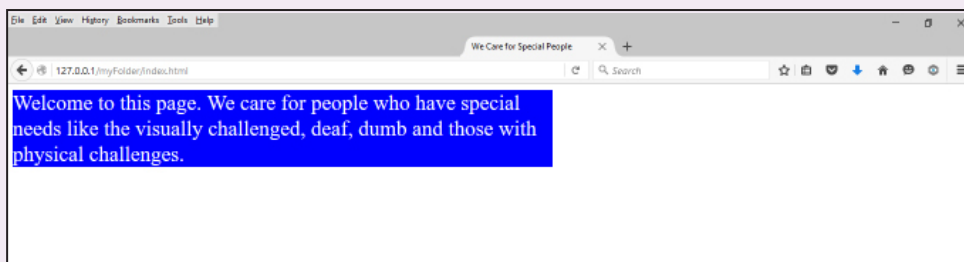 File Edit View History Bookmarks Tools Help
We Care for Special People
127.0.0.1/myFolder/index.html
Search
Welcome to this page. We care for people who have special
needs like the visually challenged, deaf, dumb and those with
physical challenges.